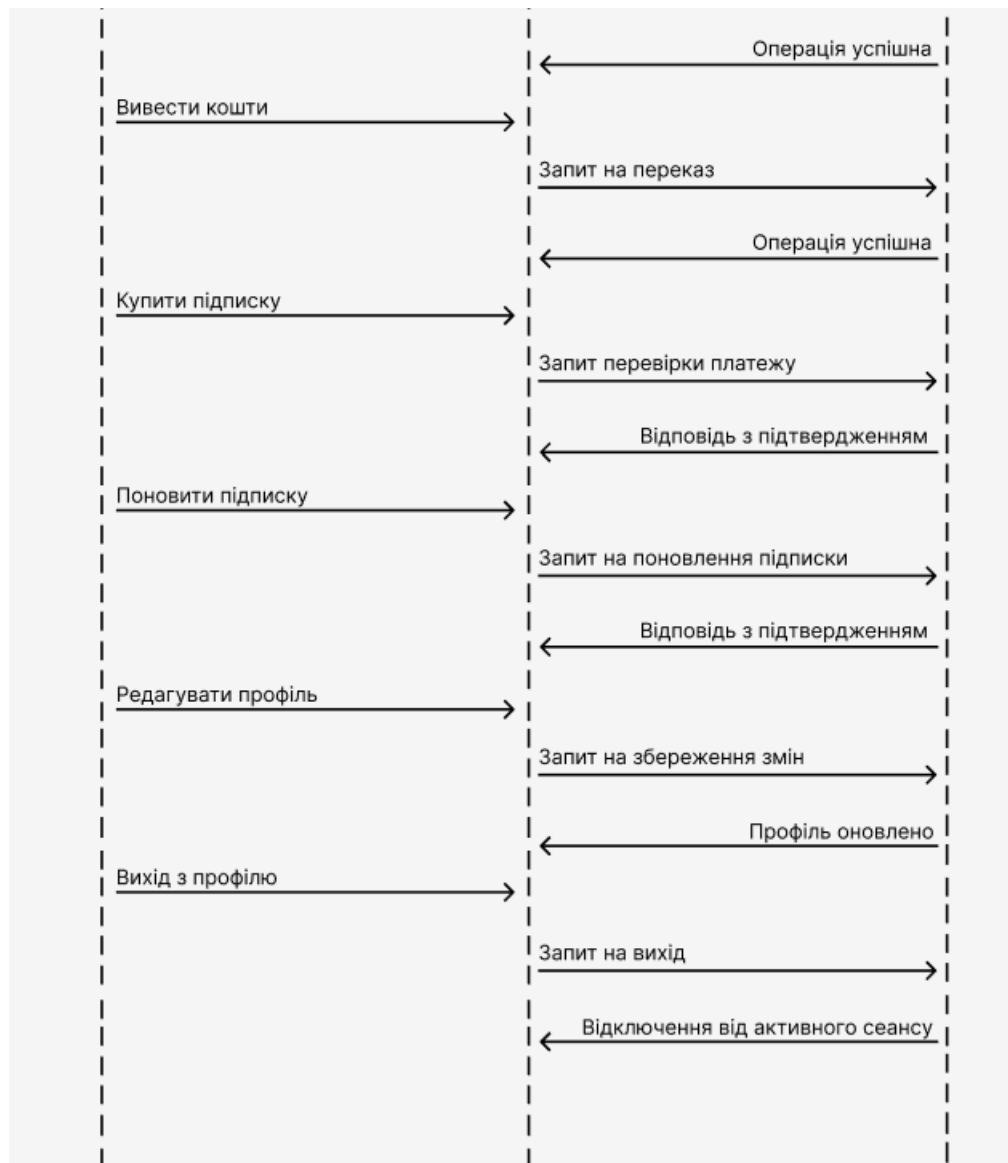 Операція успішна
Вивести кошти
Запит на переказ
Операція успішна
Купити підписку
Запит перевірки платежу
Відповідь з підтвердженням
Поновити підписку
Запит на поновлення підписки
Відповідь з підтвердженням
Редагувати профіль
Запит на збереження змін
Профіль оновлено
Вихід з профілю
Запит на вихід
Відключення від активного сеансу